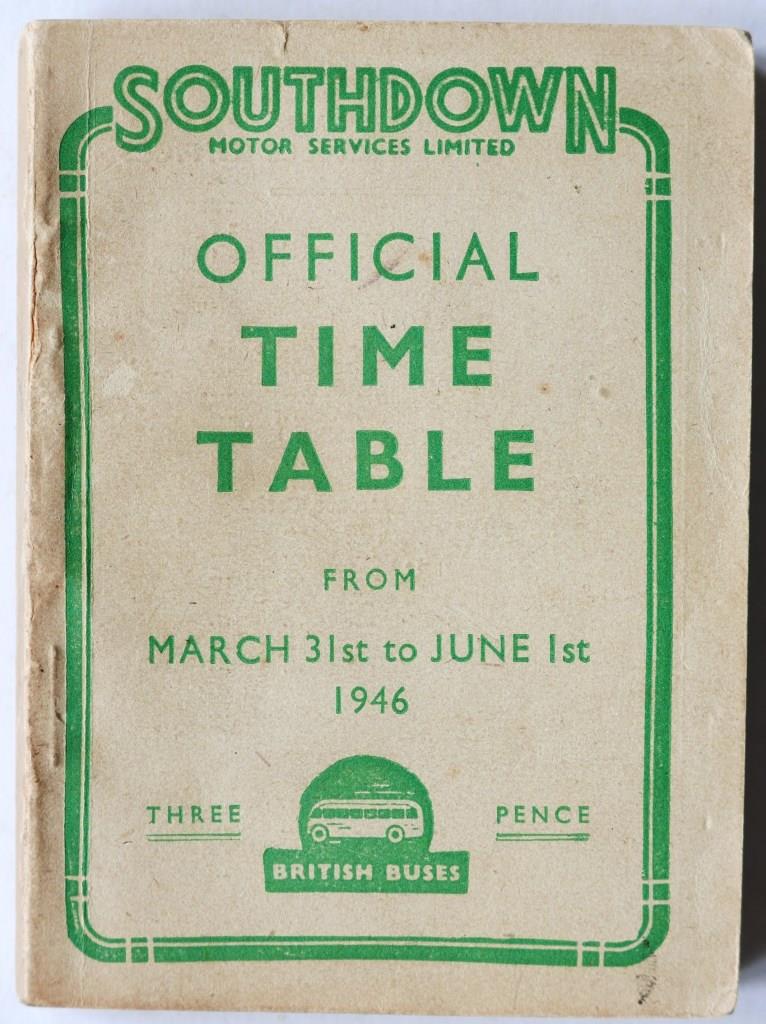 SOUTHDOWN
MOTOR SERVICES LIMITED
OFFICIAL
TIME
TABLE
FROM
MARCH 31st to JUNE 1st
1946
THREE PENCE
BRITISH BUSES